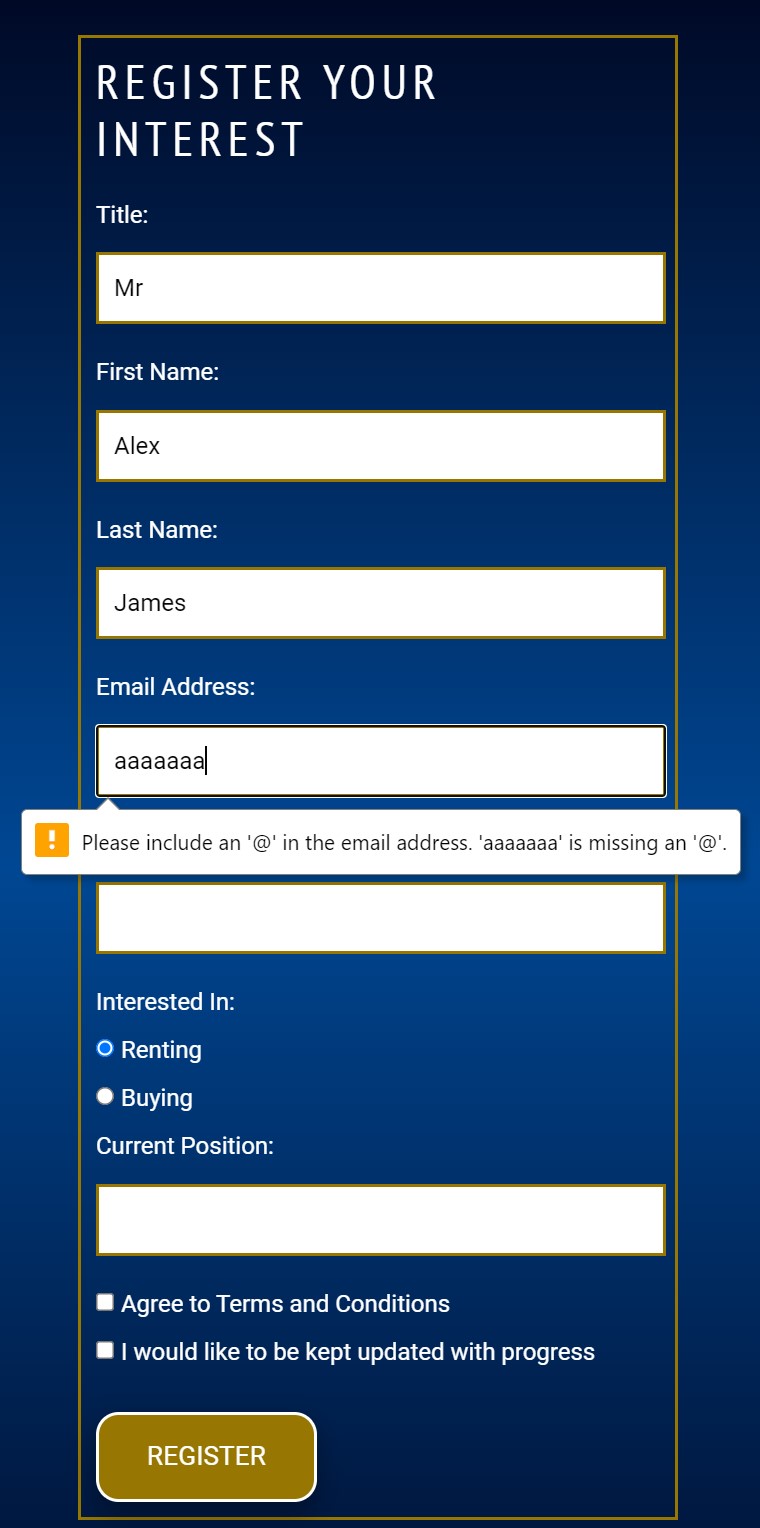 REGISTER YOUR
INTEREST
Title:
Mr
First Name:
Alex
Last Name:
James
Email Address:
aaaaaaa
Please include an '@' in the email address. 'aaaaaaa' is missing an '@'.
Interested In:
Renting
Buying
Current Position:
Agree to Terms and Conditions
I would like to be kept updated with progress
REGISTER